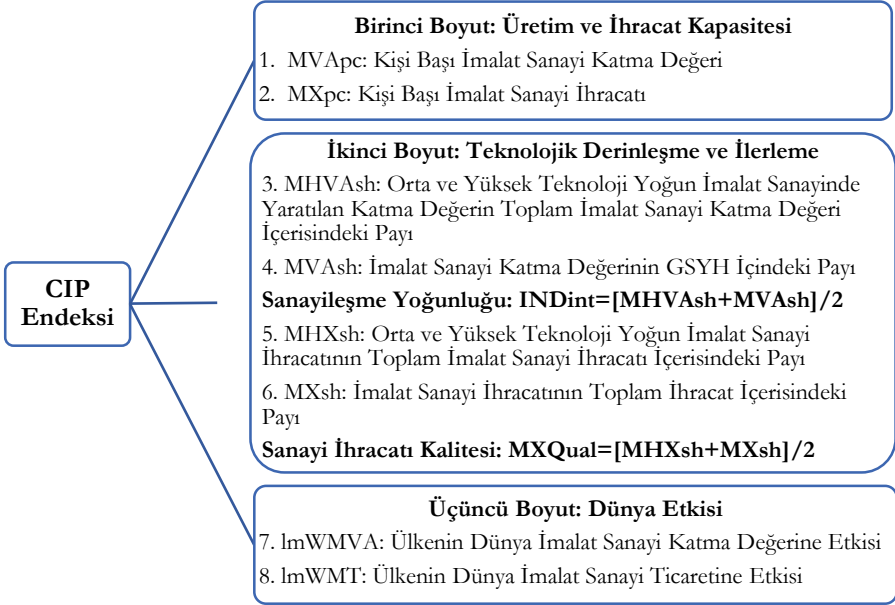 Birinci Boyut: Üretim ve İhracat Kapasitesi
1. MVApc: Kişi Başı İmalat Sanayi Katma Değeri
2. MXpc: Kişi Başı İmalat Sanayi İhracatı
İkinci Boyut: Teknolojik Derinleşme ve İlerleme
3. MHVAsh: Orta ve Yüksek Teknoloji Yoğun İmalat Sanayinde
Yaratılan Katma Değerin Toplam İmalat Sanayi Katma Değeri
İçerisindeki Payı
4. MVAsh: İmalat Sanayi Katma Değerinin GSYH İçindeki Payı
Sanayileşme Yoğunluğu: INDint=[MHVAsh+MVAsh]/2
5. MHXsh: Orta ve Yüksek Teknoloji Yoğun İmalat Sanayi
İhracatının Toplam İmalat Sanayi İhracatı İçerisindeki Payı
6. MXsh: İmalat Sanayi İhracatının Toplam İhracat İçerisindeki
Payı
Sanayi İhracatı Kalitesi: MXQual=[MHXsh+MXsh]/2
CIP
Endeksi
Üçüncü Boyut: Dünya Etkisi
7. lmWMVA: Ülkenin Dünya İmalat Sanayi Katma Değerine Etkisi
8. lmWMT: Ülkenin Dünya İmalat Sanayi Ticaretine Etkisi